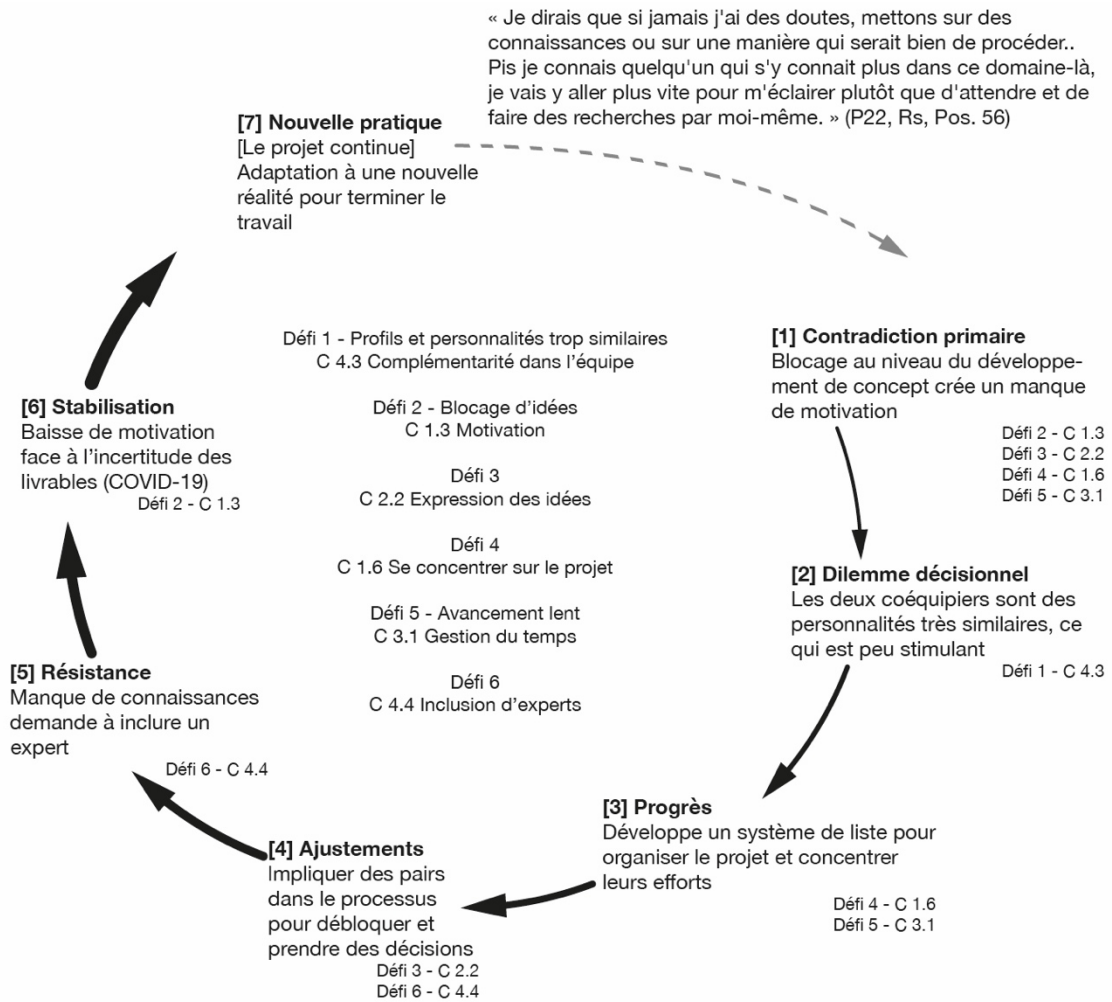 « Je dirais que si jamais j'ai des doutes, mettons sur des
connaissances ou sur une manière qui serait bien de procéder..
Pis je connais quelqu'un qui s'y connait plus dans ce domaine-là,
je vais y aller plus vite pour m'éclairer plutôt que d'attendre et de
faire des recherches par moi-même. » (P22, Rs, Pos. 56)
[7] Nouvelle pratique
[Le projet continue]
Adaptation à une nouvelle
réalité pour terminer le
travail
[1] Contradiction primaire
Blocage au niveau du développe-
ment de concept crée un manque
de motivation
Défi 2 - C 1.3
Défi 3 - C 2.2
Défi 4 - C 1.6
Défi 5 - C 3.1
[2] Dilemme décisionnel
Les deux coéquipiers sont des
personnalités très similaires, ce
qui est peu stimulant
Défi 1 - C 4.3
[3] Progrès
Développe un système de liste pour
organiser le projet et concentrer
leurs efforts
Défi 4 - C 1.6
Défi 5 - C 3.1
[4] Ajustements
Impliquer des pairs
dans le processus
pour débloquer et
prendre des décisions
Défi 3 - C 2.2
Défi 6 - C 4.4
[5] Résistance
Manque de connaissances
demande à inclure un
expert
Défi 6 - C 4.4
[6] Stabilisation
Baisse de motivation
face à l'incertitude des
livrables (COVID-19)
Défi 2 - C 1.3
Défi 1 - Profils et personnalités trop similaires
C 4.3 Complémentarité dans l'équipe
Défi 2 - Blocage d'idées
C 1.3 Motivation
Défi 3
C 2.2 Expression des idées
Défi 4
C 1.6 Se concentrer sur le projet
Défi 5 - Avancement lent
C 3.1 Gestion du temps
Défi 6
C 4.4 Inclusion d'experts